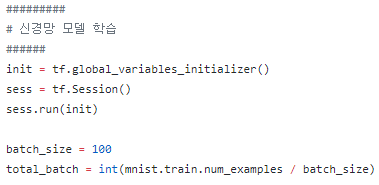 #########
# 신경망 모델 학습
######
init = tf.global_variables_initializer()
sess = tf.Session()
sess.run(init)
batch_size = 100
total_batch = int(mnist.train.num_examples / batch_size)